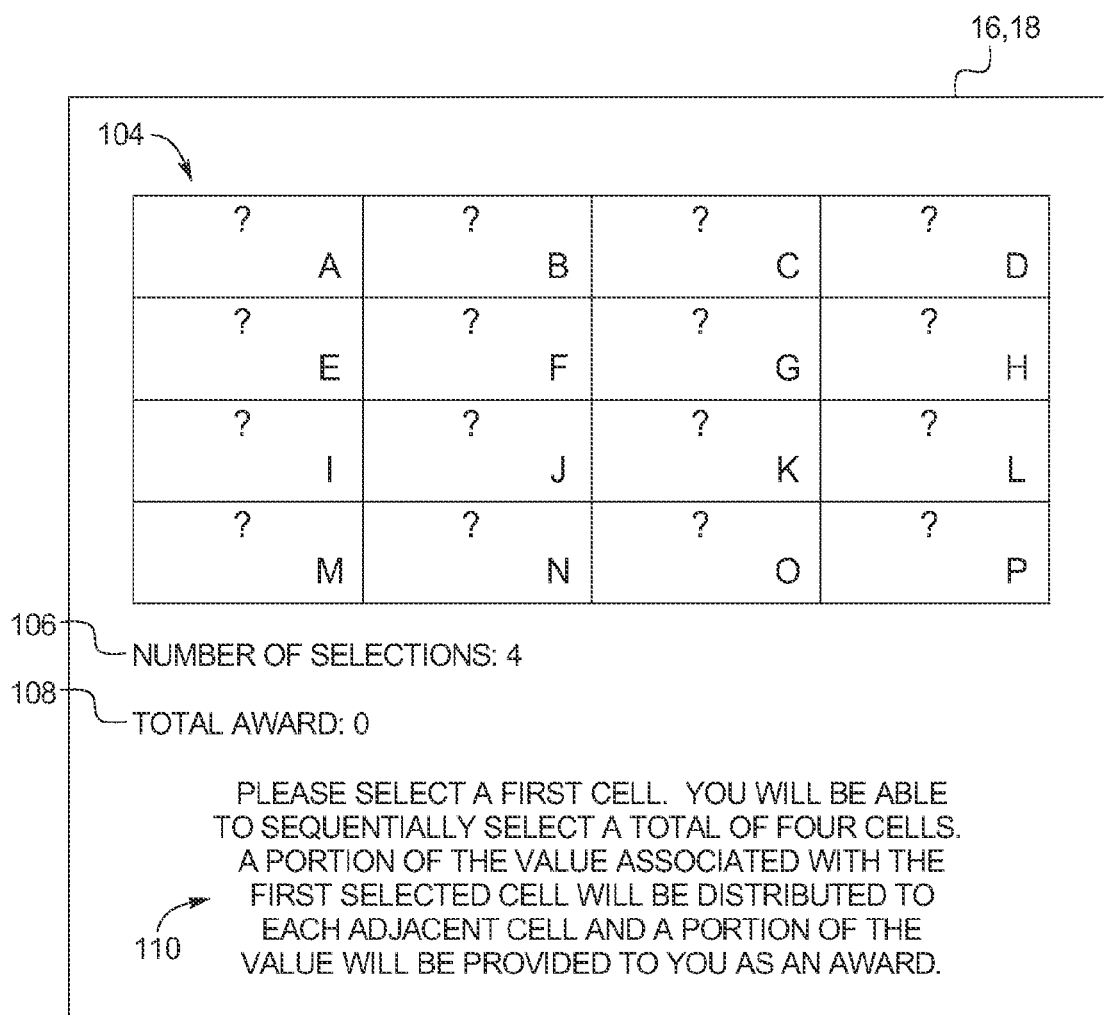 16,18
104
? ? ? ?
A B C D
? ? ? ?
E F G H
? ? ? ?
I J K L
? ? ? ?
M N O P
106
NUMBER OF SELECTIONS: 4
108
TOTAL AWARD: 0
PLEASE SELECT A FIRST CELL. YOU WILL BE ABLE
TO SEQUENTIALLY SELECT A TOTAL OF FOUR CELLS.
A PORTION OF THE VALUE ASSOCIATED WITH THE
FIRST SELECTED CELL WILL BE DISTRIBUTED TO
EACH ADJACENT CELL AND A PORTION OF THE
VALUE WILL BE PROVIDED TO YOU AS AN AWARD.
110